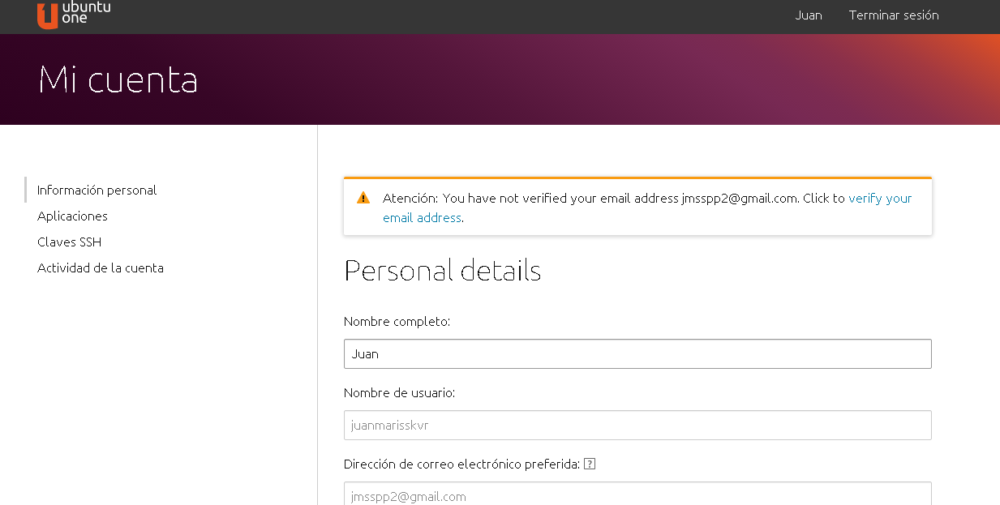 ubuntu
one
Juan
Terminar sesión
Mi cuenta
Información personal
Aplicaciones
Claves SSH
Actividad de la cuenta
Atención: You have not verified your email address jmsspp2@gmail.com. Click to verify your
email address.
Personal details
Nombre completo:
Juan
Nombre de usuario:
juanmarisskvr
Dirección de correo electrónico preferida: ?
jmsspp2@gmail.com